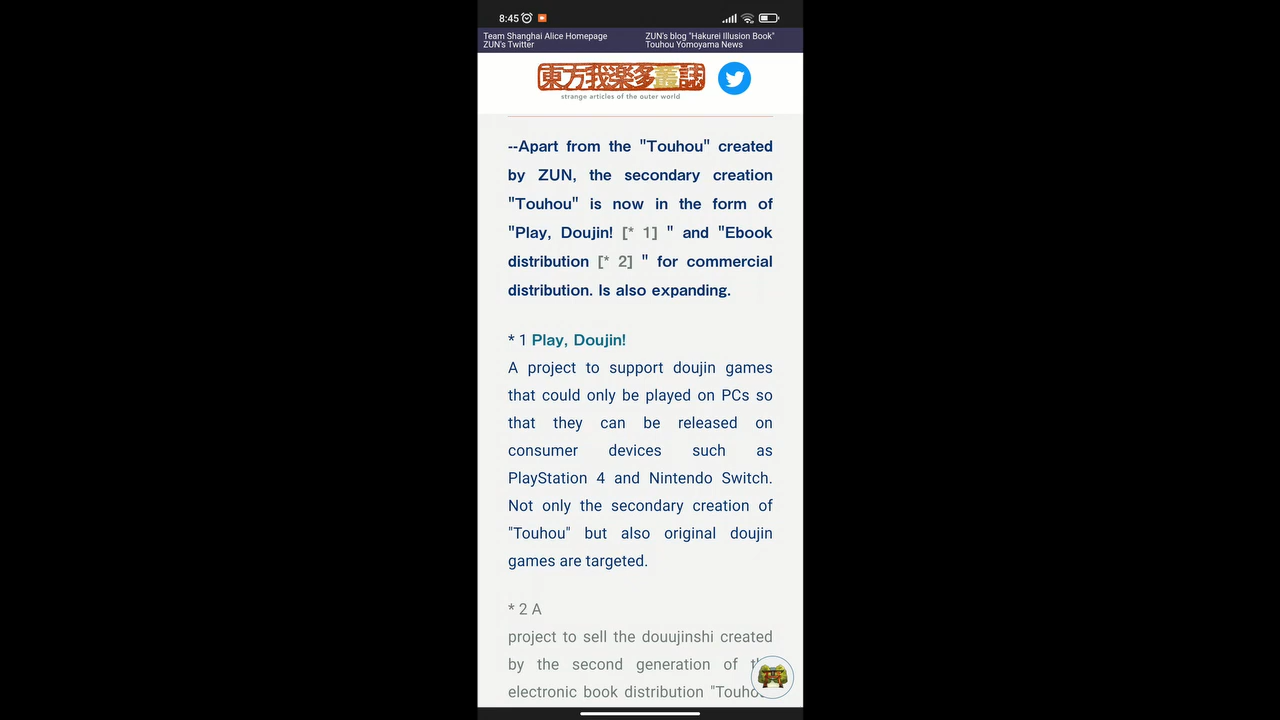 8:45
Team Shanghai Alice Homepage
ZUN's blog "Hakurei Illusion Book"
ZUN's Twitter
Touhou Yomoyama News
東方我楽多叢誌
strange articles of the outer world
--Apart from the "Touhou" created
by ZUN, the secondary creation
"Touhou" is now in the form of
"Play, Doujin! [* 1] " and "Ebook
distribution [* 2] " for commercial
distribution. Is also expanding.
* 1 Play, Doujin!
A project to support doujin games
that could only be played on PCs so
that they can be released on
consumer devices such as
PlayStation 4 and Nintendo Switch.
Not only the secondary creation of
"Touhou" but also original doujin
games are targeted.
* 2 A
project to sell the douujinshi created
by the second generation of
electronic book distribution